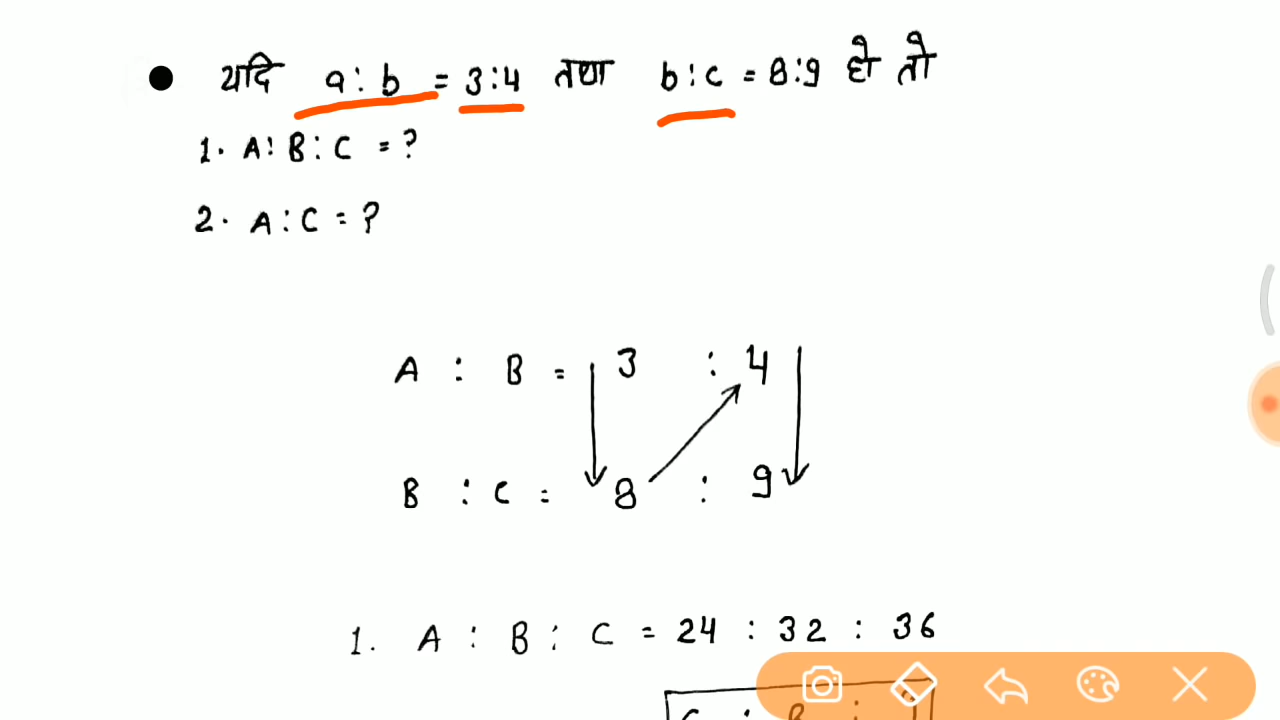 यदि a : b = 3:4 तथा b : c = 8:9 हो तो
1. A : B : C = ?
2. A : C = ?
A : B = 3 : 4
B : C = 8 : 9
1. A : B : C = 24 : 32 : 36